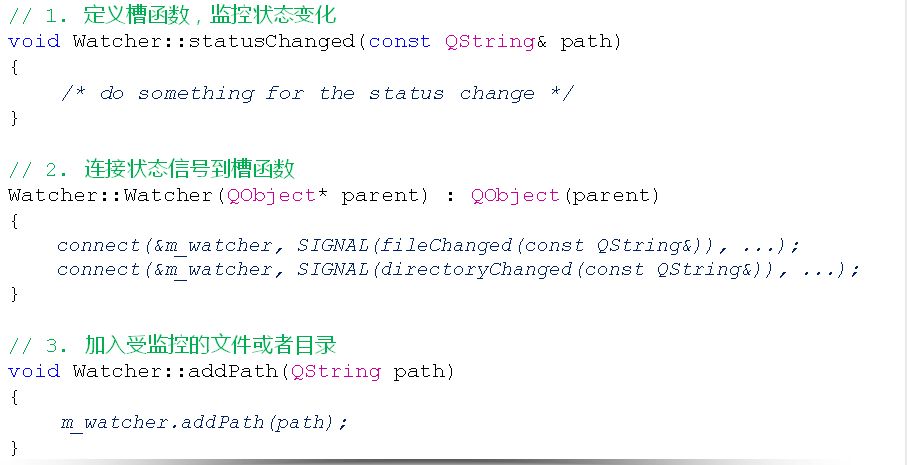 // 1. 定义槽函数，监控状态变化
void Watcher::statusChanged(const QString& path)
{
/* do something for the status change */
}
// 2. 连接状态信号到槽函数
Watcher::Watcher(QObject* parent) : QObject(parent)
{
connect(&m_watcher, SIGNAL(fileChanged(const QString&)), ...);
connect(&m_watcher, SIGNAL(directoryChanged(const QString&)), ...);
}
// 3. 加入受监控的文件或者目录
void Watcher::addPath(QString path)
{
m_watcher.addPath(path);
}